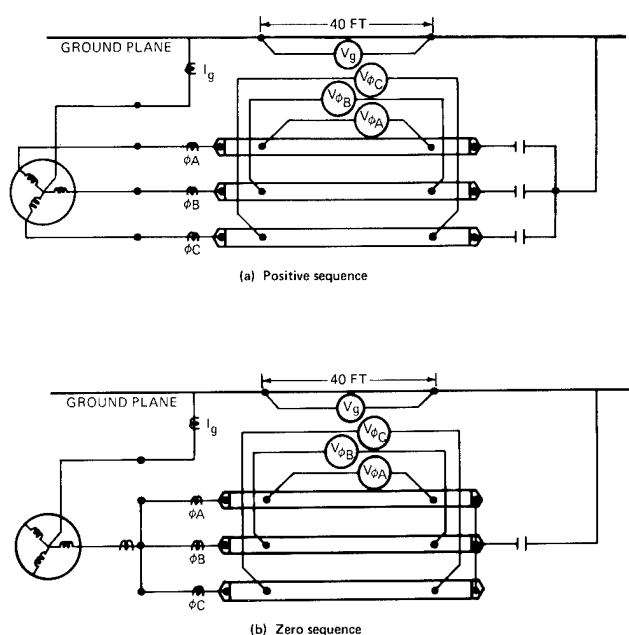 40 FT
GROUND PLANE
Vg
Ig
VφC
VφB
VφA
φA
φB
φC
(a) Positive sequence
40 FT
GROUND PLANE
Vg
Ig
VφC
VφB
VφA
φA
φB
φC
(b) Zero sequence